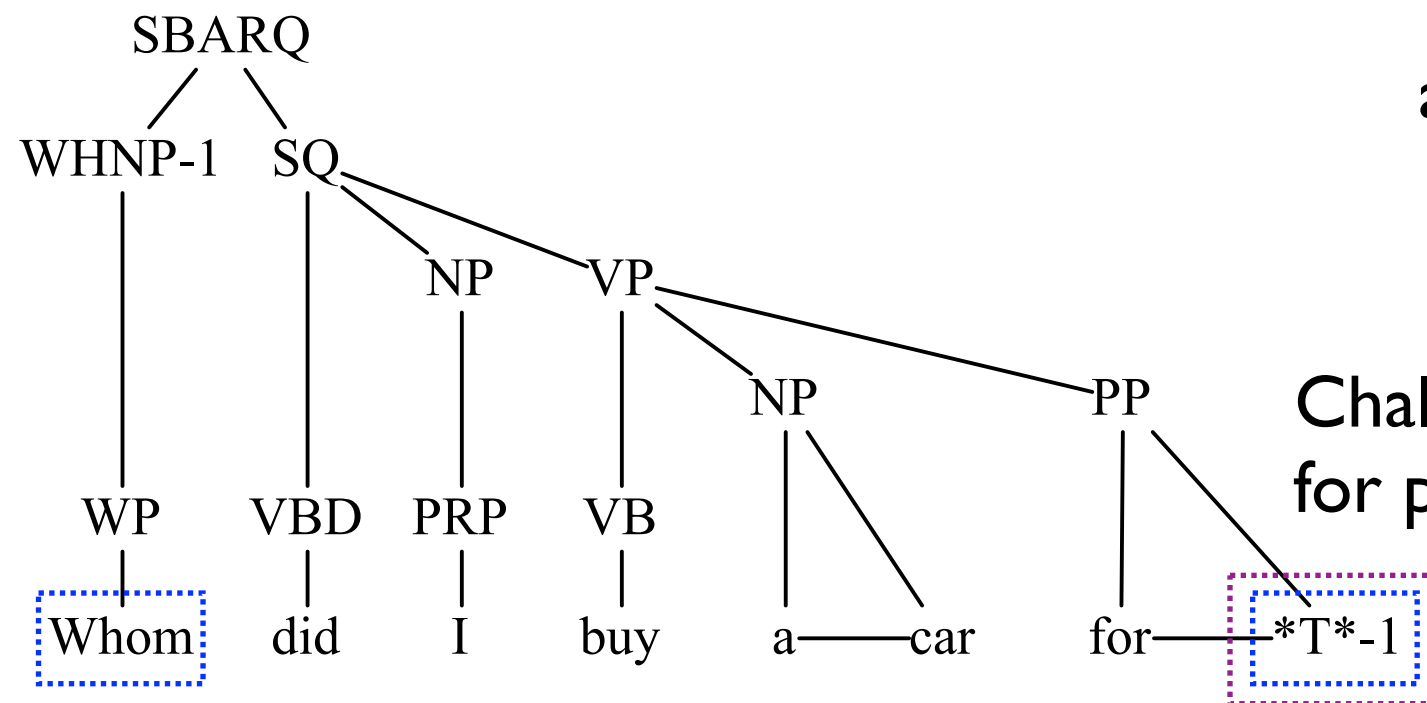 SBARQ
WHNP-1 SQ
NP VP
NP PP
WP VBD PRP VB
Whom did I buy a car for *T*-1
for